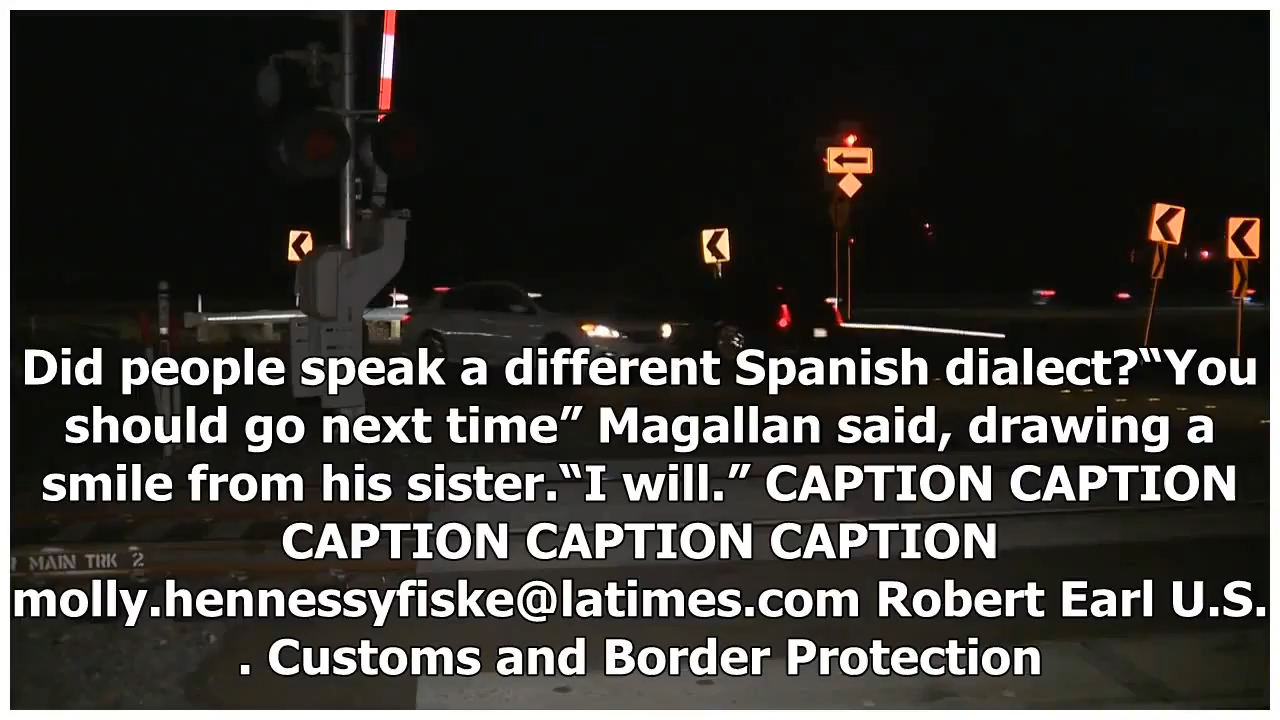 Did people speak a different Spanish dialect?“You
should go next time” Magallan said, drawing a
smile from his sister.“I will.” CAPTION CAPTION
CAPTION CAPTION CAPTION
MAIN TRK 2
molly.hennessyfiske@latimes.com Robert Earl U.S.
. Customs and Border Protection